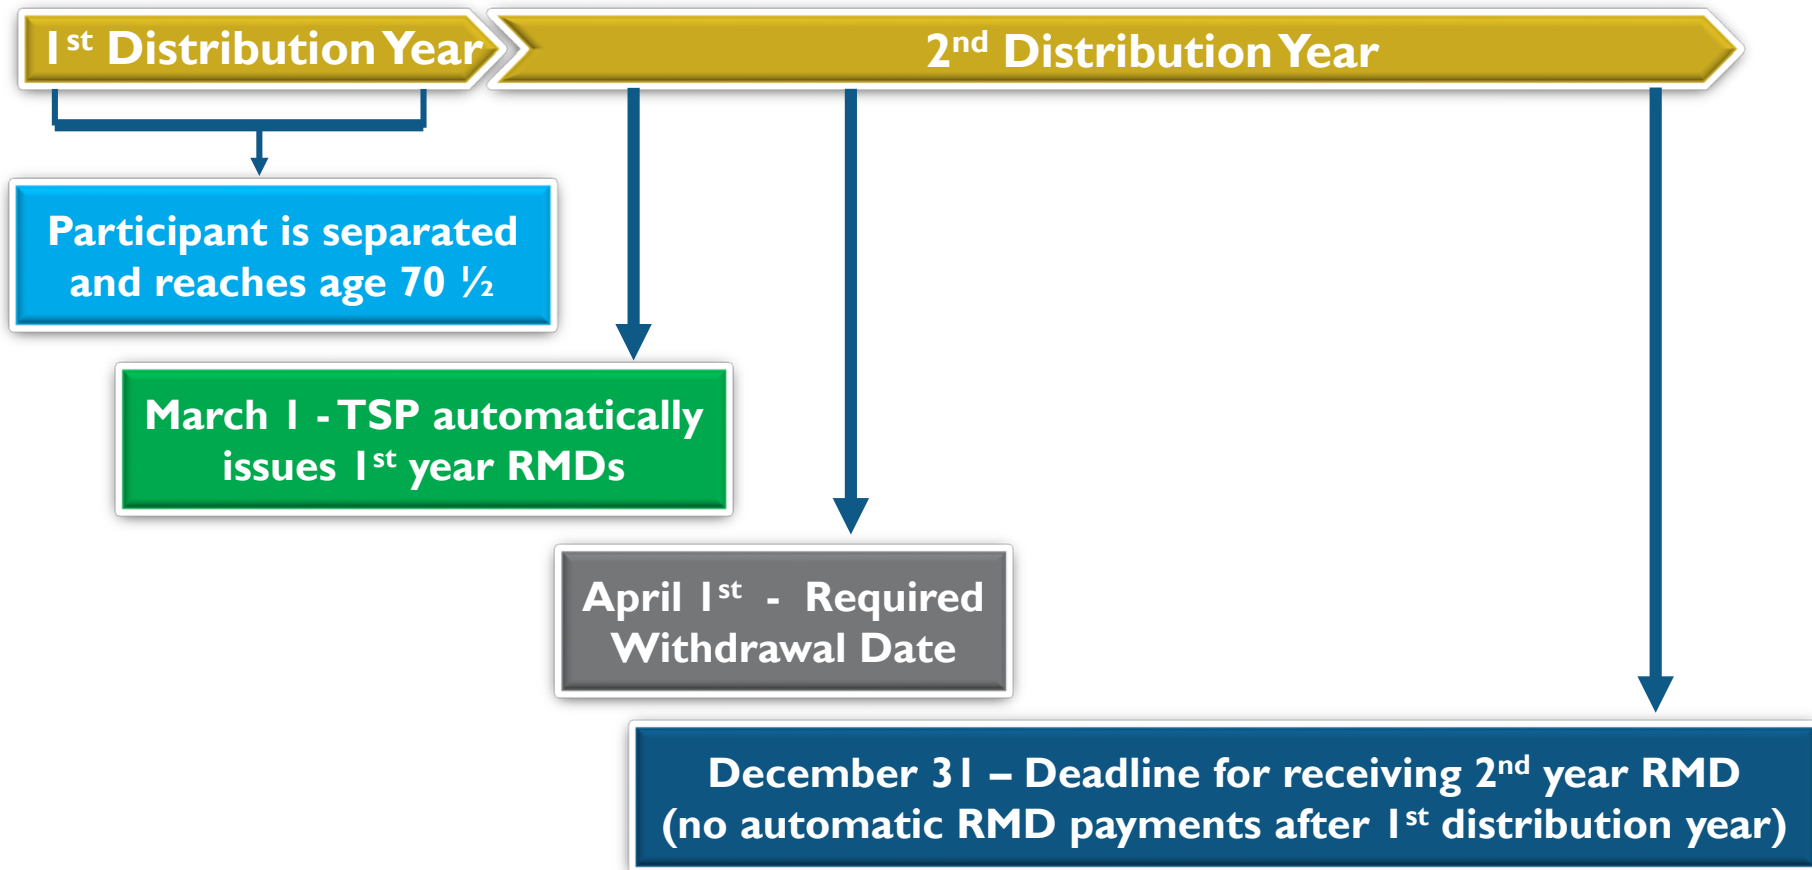 1st Distribution Year
2nd Distribution Year
Participant is separated
and reaches age 70 ½
March 1 - TSP automatically
issues 1st year RMDs
April 1st - Required
Withdrawal Date
December 31 – Deadline for receiving 2nd year RMD
(no automatic RMD payments after 1st distribution year)